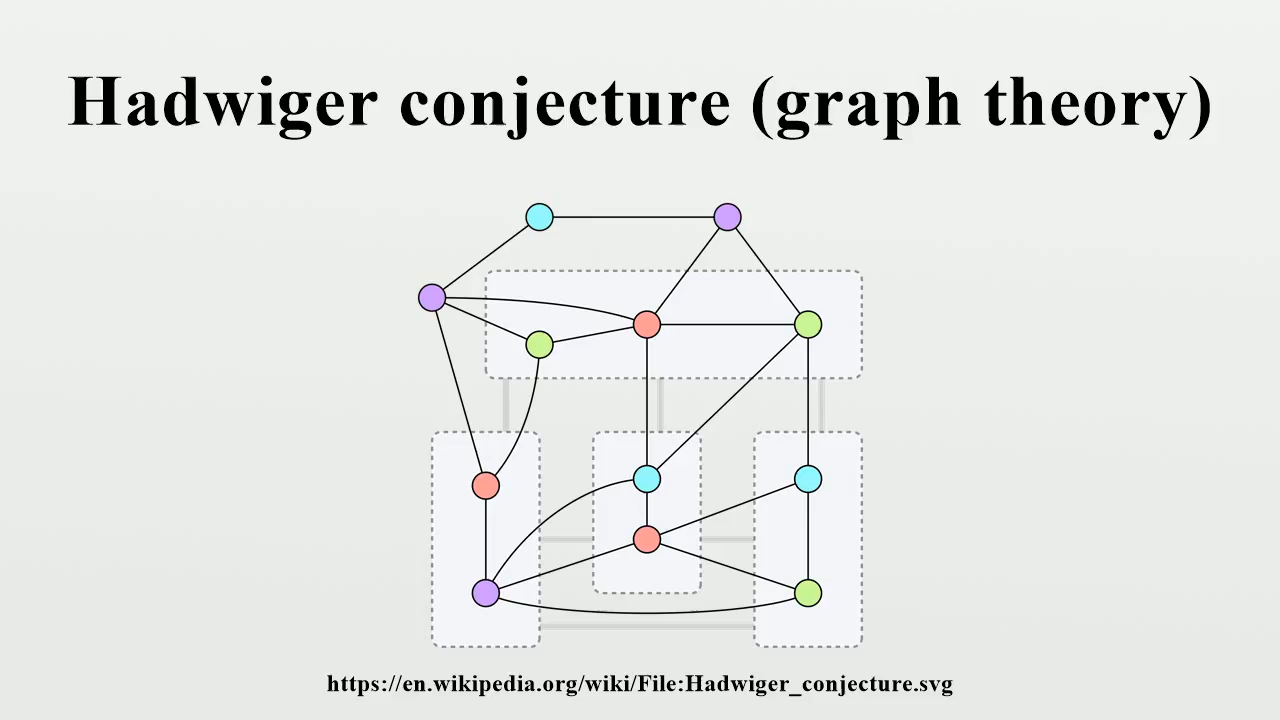 Hadwiger conjecture (graph theory)
https://en.wikipedia.org/wiki/File:Hadwiger_conjecture.svg